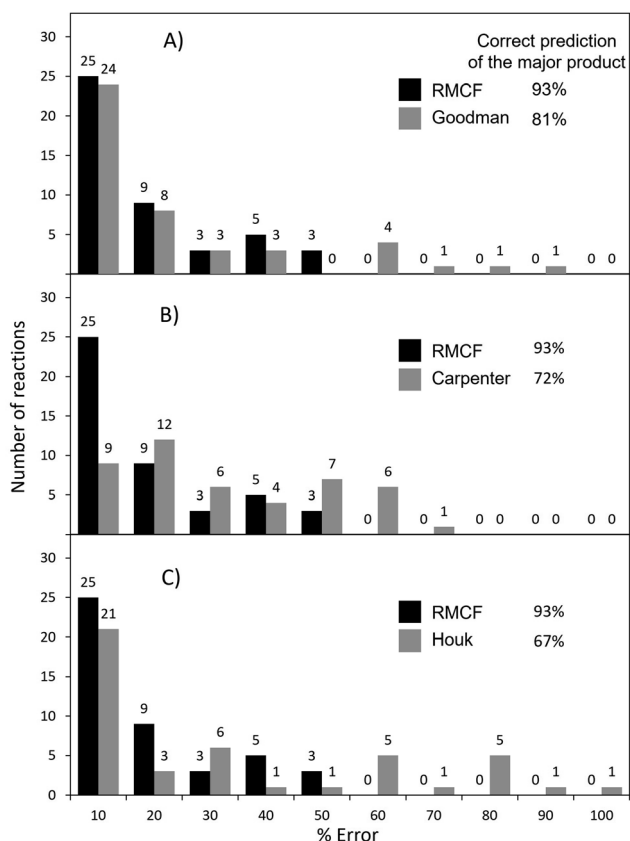 A)
Correct prediction
of the major product
RMCF 93%
Goodman 81%
30
25
20
15
10
5
25 24 9 8 3 3 5 3 3 0 0 4 0 1 0 1 0 1 0 0
B)
RMCF 93%
Carpenter 72%
30
25
20
15
10
5
25 9 9 12 3 6 5 4 3 7 0 6 0 1 0 0 0 0 0 0
Number of reactions
C)
RMCF 93%
Houk 67%
30
25
20
15
10
5
0
25 21 9 3 3 6 5 1 3 1 0 5 0 1 0 5 0 1 0 1
10 20 30 40 50 60 70 80 90 100
% Error